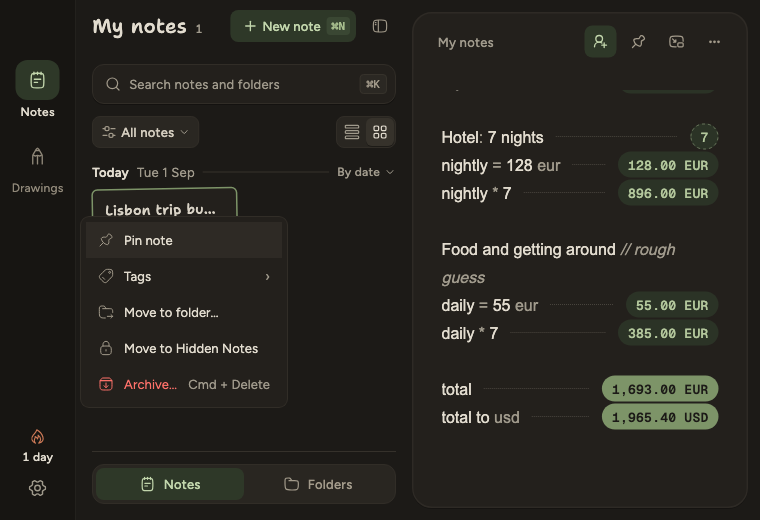 My notes 1
+ New note ⌘N
Search notes and folders ⌘K
All notes
Today Tue 1 Sep By date
Lisbon trip bu...
Pin note
Tags
Move to folder...
Move to Hidden Notes
Archive... Cmd + Delete
Notes
Drawings
1 day
Notes
Folders
My notes
Hotel: 7 nights 7
nightly = 128 eur 128.00 EUR
nightly * 7 896.00 EUR
Food and getting around // rough
guess
daily = 55 eur 55.00 EUR
daily * 7 385.00 EUR
total 1,693.00 EUR
total to usd 1,965.40 USD